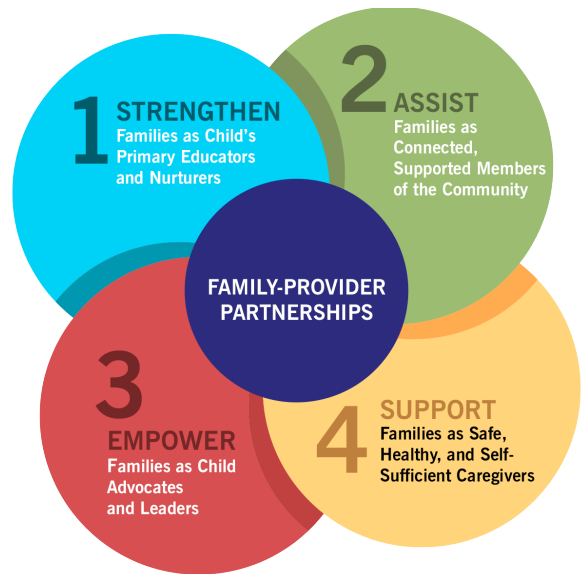 1
STRENGTHEN
Families as Child's
Primary Educators
and Nurturers
2
ASSIST
Families as
Connected,
Supported Members
of the Community
FAMILY-PROVIDER
PARTNERSHIPS
3
EMPOWER
Families as Child
Advocates
and Leaders
4
SUPPORT
Families as Safe,
Healthy, and Self-
Sufficient Caregivers